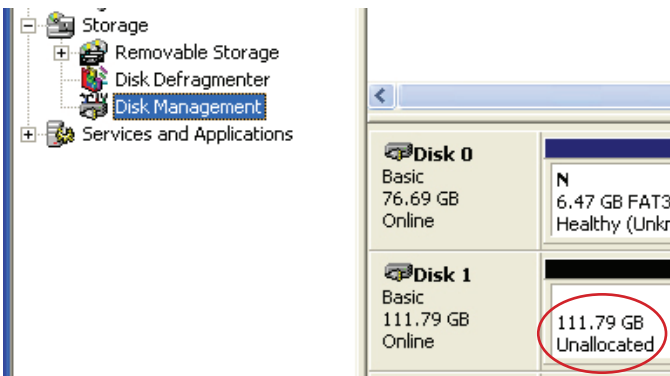 Storage
Removable Storage
Disk Defragmenter
Disk Management
Services and Applications
Disk 0
Basic
76.69 GB
Online
N
6.47 GB FAT3
Healthy (Unkn
Disk 1
Basic
111.79 GB
Online
111.79 GB
Unallocated